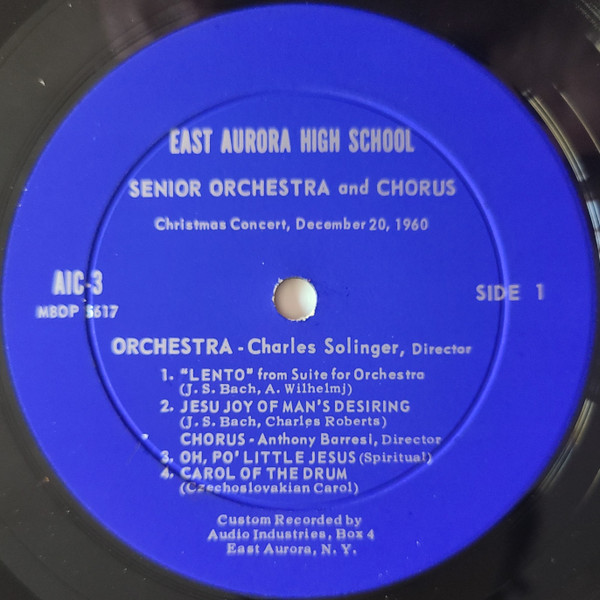 EAST AURORA HIGH SCHOOL
SENIOR ORCHESTRA and CHORUS
Christmas Concert, December 20, 1960
AIC-3
MBOP 5617
SIDE 1
ORCHESTRA - Charles Solinger, Director
1. "LENTO" from Suite for Orchestra
(J. S. Bach, A. Wilhelmj)
2. JESU JOY OF MAN'S DESIRING
(J. S. Bach, Charles Roberts)
CHORUS - Anthony Barresi, Director
3. OH, PO' LITTLE JESUS (Spiritual)
4. CAROL OF THE DRUM
(Czechoslovakian Carol)
Custom Recorded by
Audio Industries, Box 4
East Aurora, N. Y.